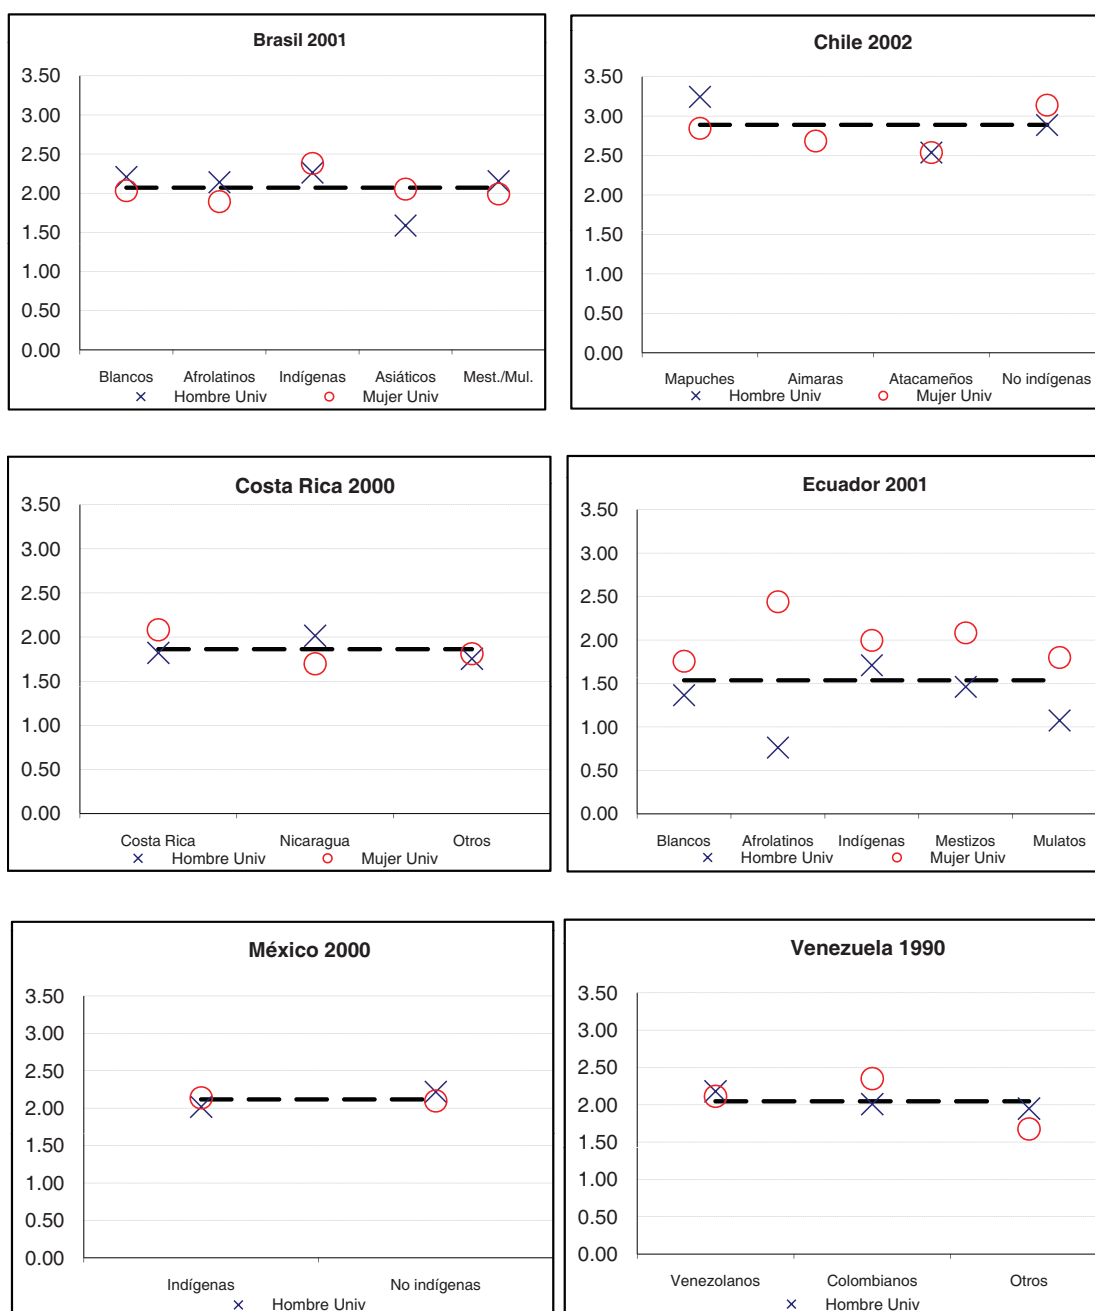 Brasil 2001
3.50
3.00
2.50
2.00
1.50
1.00
0.50
0.00
Blancos Afrolatinos Indígenas Asiáticos Mest./Mul.
Hombre Univ Mujer Univ
Chile 2002
3.50
3.00
2.50
2.00
1.50
1.00
0.50
0.00
Mapuches Aimaras Atacameños No indígenas
Hombre Univ Mujer Univ
Costa Rica 2000
3.50
3.00
2.50
2.00
1.50
1.00
0.50
0.00
Costa Rica Nicaragua Otros
Hombre Univ Mujer Univ
Ecuador 2001
3.50
3.00
2.50
2.00
1.50
1.00
0.50
0.00
Blancos Afrolatinos Indígenas Mestizos Mulatos
Hombre Univ Mujer Univ
México 2000
3.50
3.00
2.50
2.00
1.50
1.00
0.50
0.00
Indígenas No indígenas
Hombre Univ
Venezuela 1990
3.50
3.00
2.50
2.00
1.50
1.00
0.50
0.00
Venezolanos Colombianos Otros
Hombre Univ